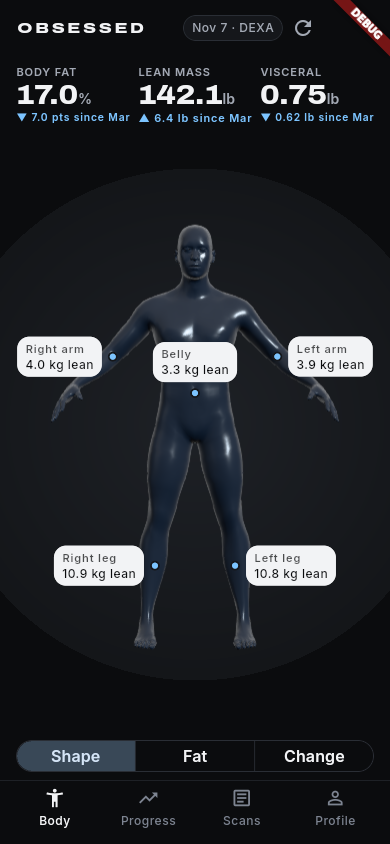 OBSESSED
Nov 7 · DEXA
DEBUG
BODY FAT
17.0%
▼ 7.0 pts since Mar
LEAN MASS
142.1lb
▲ 6.4 lb since Mar
VISCERAL
0.75lb
▼ 0.62 lb since Mar
Right arm
4.0 kg lean
Belly
3.3 kg lean
Left arm
3.9 kg lean
Right leg
10.9 kg lean
Left leg
10.8 kg lean
Shape
Fat
Change
Body
Progress
Scans
Profile